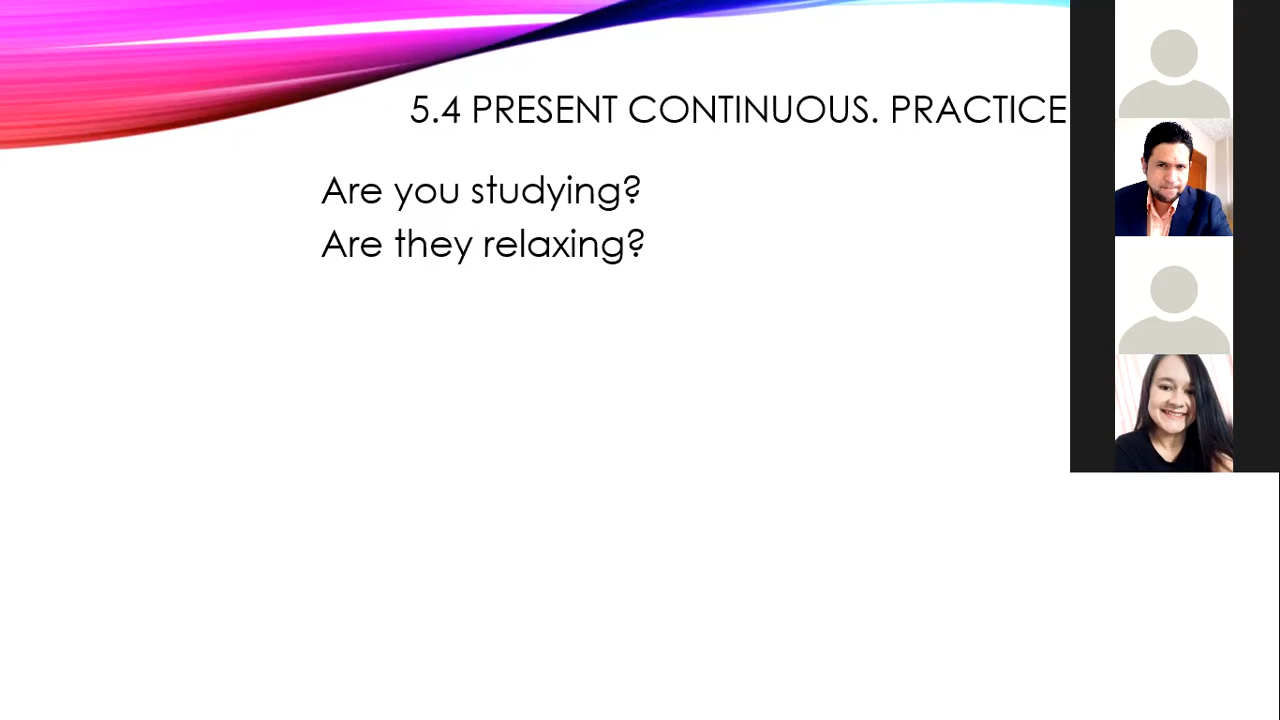 5.4 PRESENT CONTINUOUS. PRACTICE
Are you studying?
Are they relaxing?